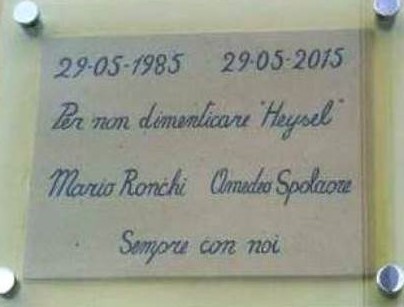 29-05-1985 29-05-2015
Per non dimenticare "Heysel"
Mario Ronchi Amedeo Spolaore
Sempre con noi